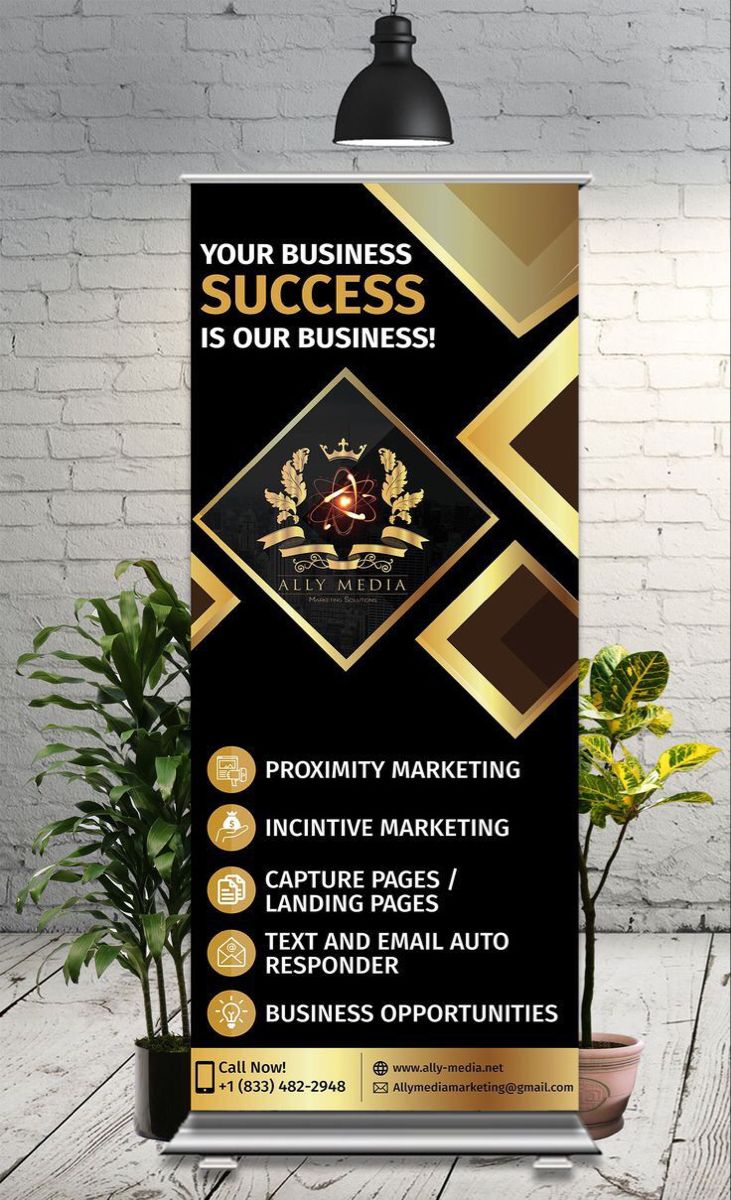 YOUR BUSINESS
SUCCESS
IS OUR BUSINESS!
ALLY MEDIA
MARKETING SOLUTIONS
PROXIMITY MARKETING
INCINTIVE MARKETING
CAPTURE PAGES /
LANDING PAGES
TEXT AND EMAIL AUTO
RESPONDER
BUSINESS OPPORTUNITIES
Call Now!
+1 (833) 482-2948
www.ally-media.net
Allymediamarketing@gmail.com